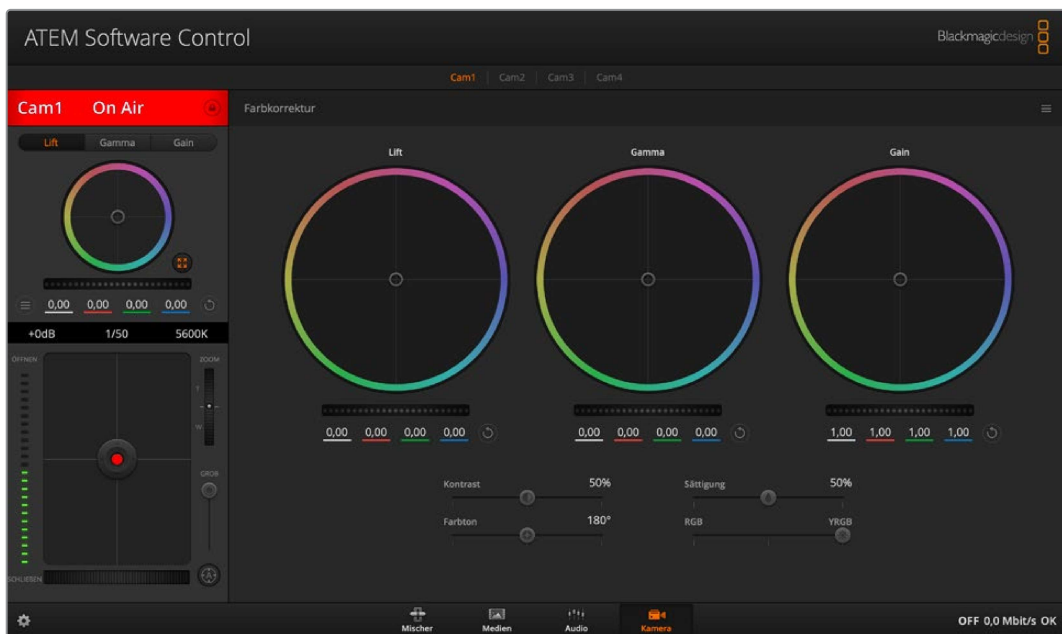 ATEM Software Control
Blackmagicdesign
Cam1 Cam2 Cam3 Cam4
Cam1 On Air
Farbkorrektur
Lift Gamma Gain
Lift Gamma Gain
0,00 0,00 0,00 0,00
+0dB 1/50 5600K
ÖFFNEN
ZOOM
T
W
GROB
SCHLIEßEN
0,00 0,00 0,00 0,00
0,00 0,00 0,00 0,00
1,00 1,00 1,00 1,00
Kontrast 50%
Sättigung 50%
Farbton 180°
RGB YRGB
Mischer Medien Audio Kamera
OFF 0,0 Mbit/s OK